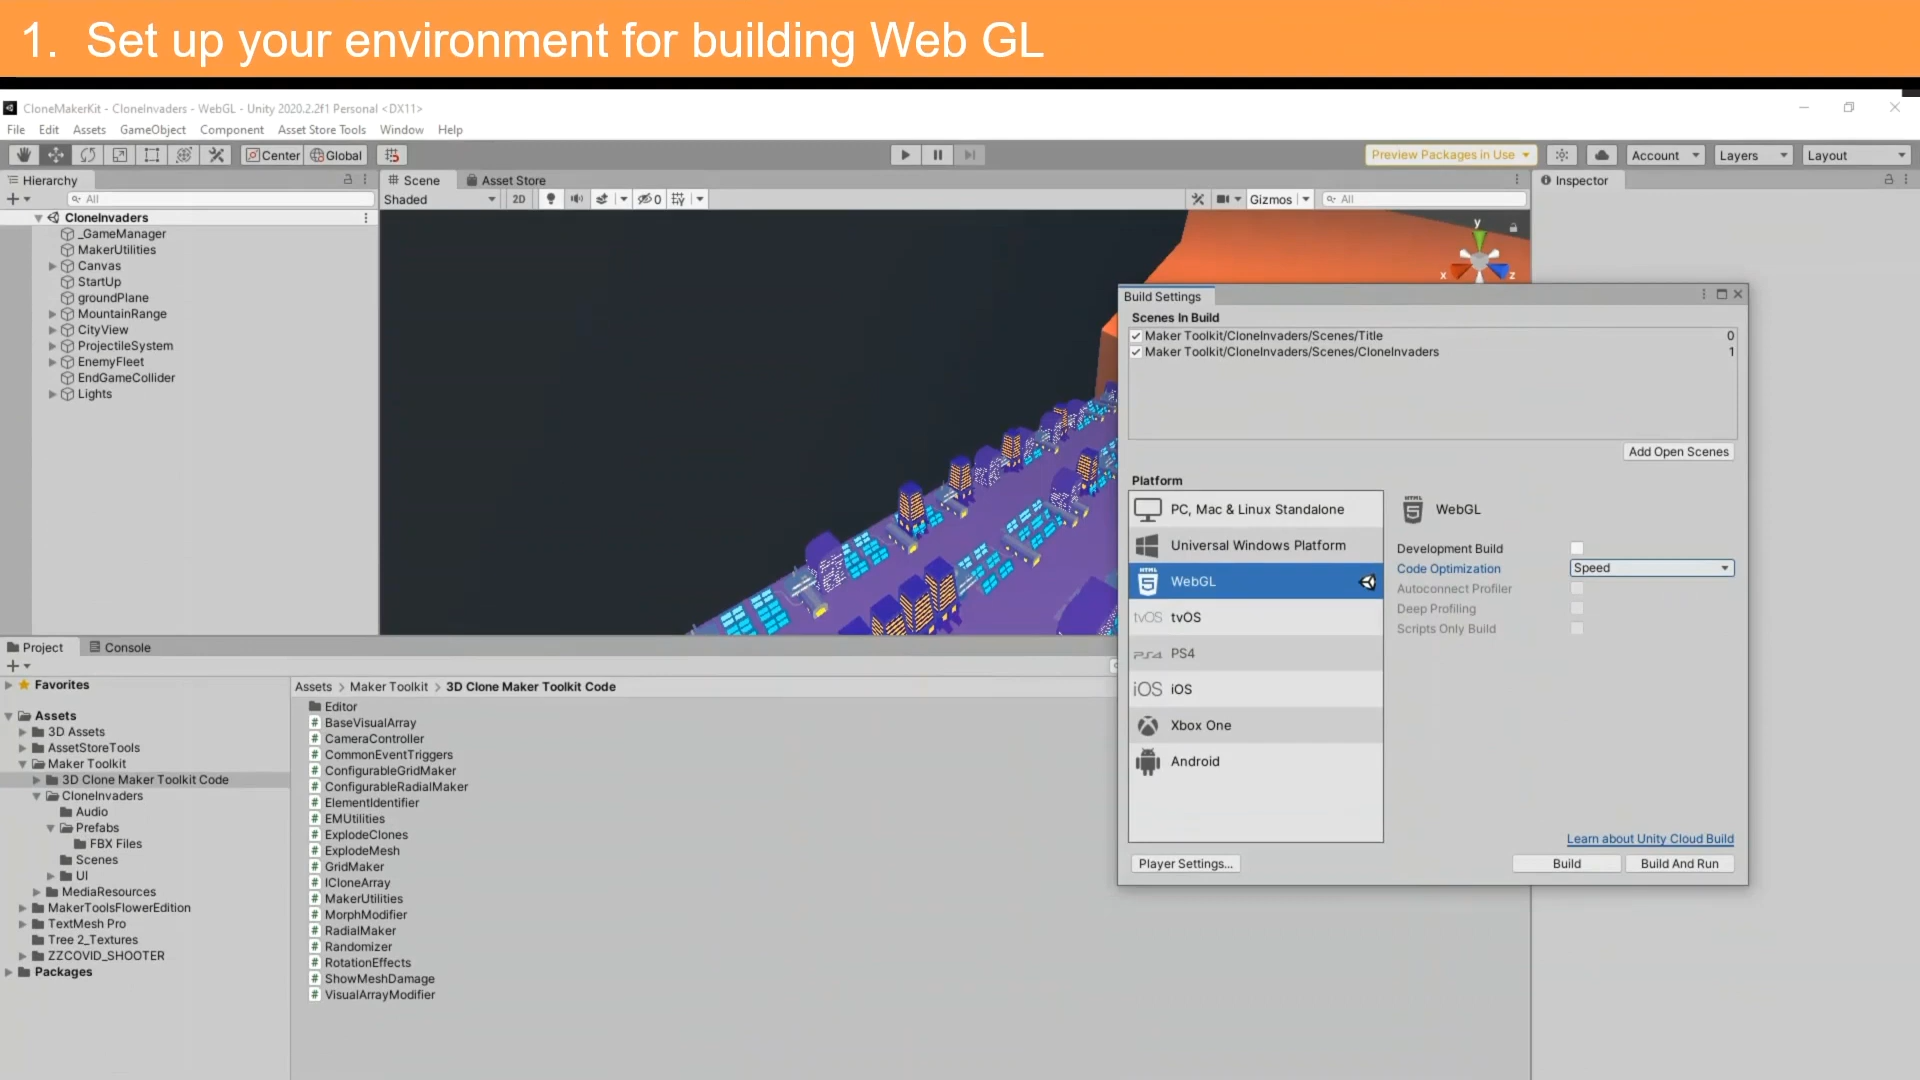 1. Set up your environment for building Web GL
CloneMakerKit - CloneInvaders - WebGL - Unity 2020.2.2f1 Personal <DX11>
File Edit Assets GameObject Component Asset Store Tools Window Help
Center Global Preview Packages in Use Account Layers Layout
Hierarchy
All
CloneInvaders
_GameManager
MakerUtilities
Canvas
StartUp
groundPlane
MountainRange
CityView
ProjectileSystem
EnemyFleet
EndGameCollider
Lights
Scene Asset Store
Shaded 2D 0 Gizmos All
y
x z
Inspector
Build Settings
Scenes In Build
Maker Toolkit/CloneInvaders/Scenes/Title 0
Maker Toolkit/CloneInvaders/Scenes/CloneInvaders 1
Add Open Scenes
Platform
PC, Mac & Linux Standalone
Universal Windows Platform
HTML 5 WebGL
tvOS tvOS
PS4 PS4
iOS iOS
Xbox One
Android
HTML 5 WebGL
Development Build
Code Optimization Speed
Autoconnect Profiler
Deep Profiling
Scripts Only Build
Learn about Unity Cloud Build
Player Settings... Build Build And Run
Project Console
Favorites
Assets
3D Assets
AssetStoreTools
Maker Toolkit
3D Clone Maker Toolkit Code
CloneInvaders
Audio
Prefabs
FBX Files
Scenes
UI
MediaResources
MakerToolsFlowerEdition
TextMesh Pro
Tree 2_Textures
ZZCOVID_SHOOTER
Packages
Assets > Maker Toolkit > 3D Clone Maker Toolkit Code
Editor
# BaseVisualArray
# CameraController
# CommonEventTriggers
# ConfigurableGridMaker
# ConfigurableRadialMaker
# ElementIdentifier
# EMUtilities
# ExplodeClones
# ExplodeMesh
# GridMaker
# ICloneArray
# MakerUtilities
# MorphModifier
# RadialMaker
# Randomizer
# RotationEffects
# ShowMeshDamage
# VisualArrayModifier